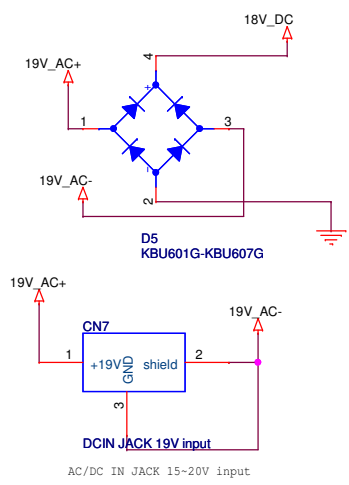 18V_DC
4
19V_AC+
+
1
3
19V_AC-
-
2
D5
KBU601G-KBU607G
19V_AC+
19V_AC-
CN7
1
+19V
GND
shield
2
3
DCIN JACK 19V input
AC/DC IN JACK 15~20V input